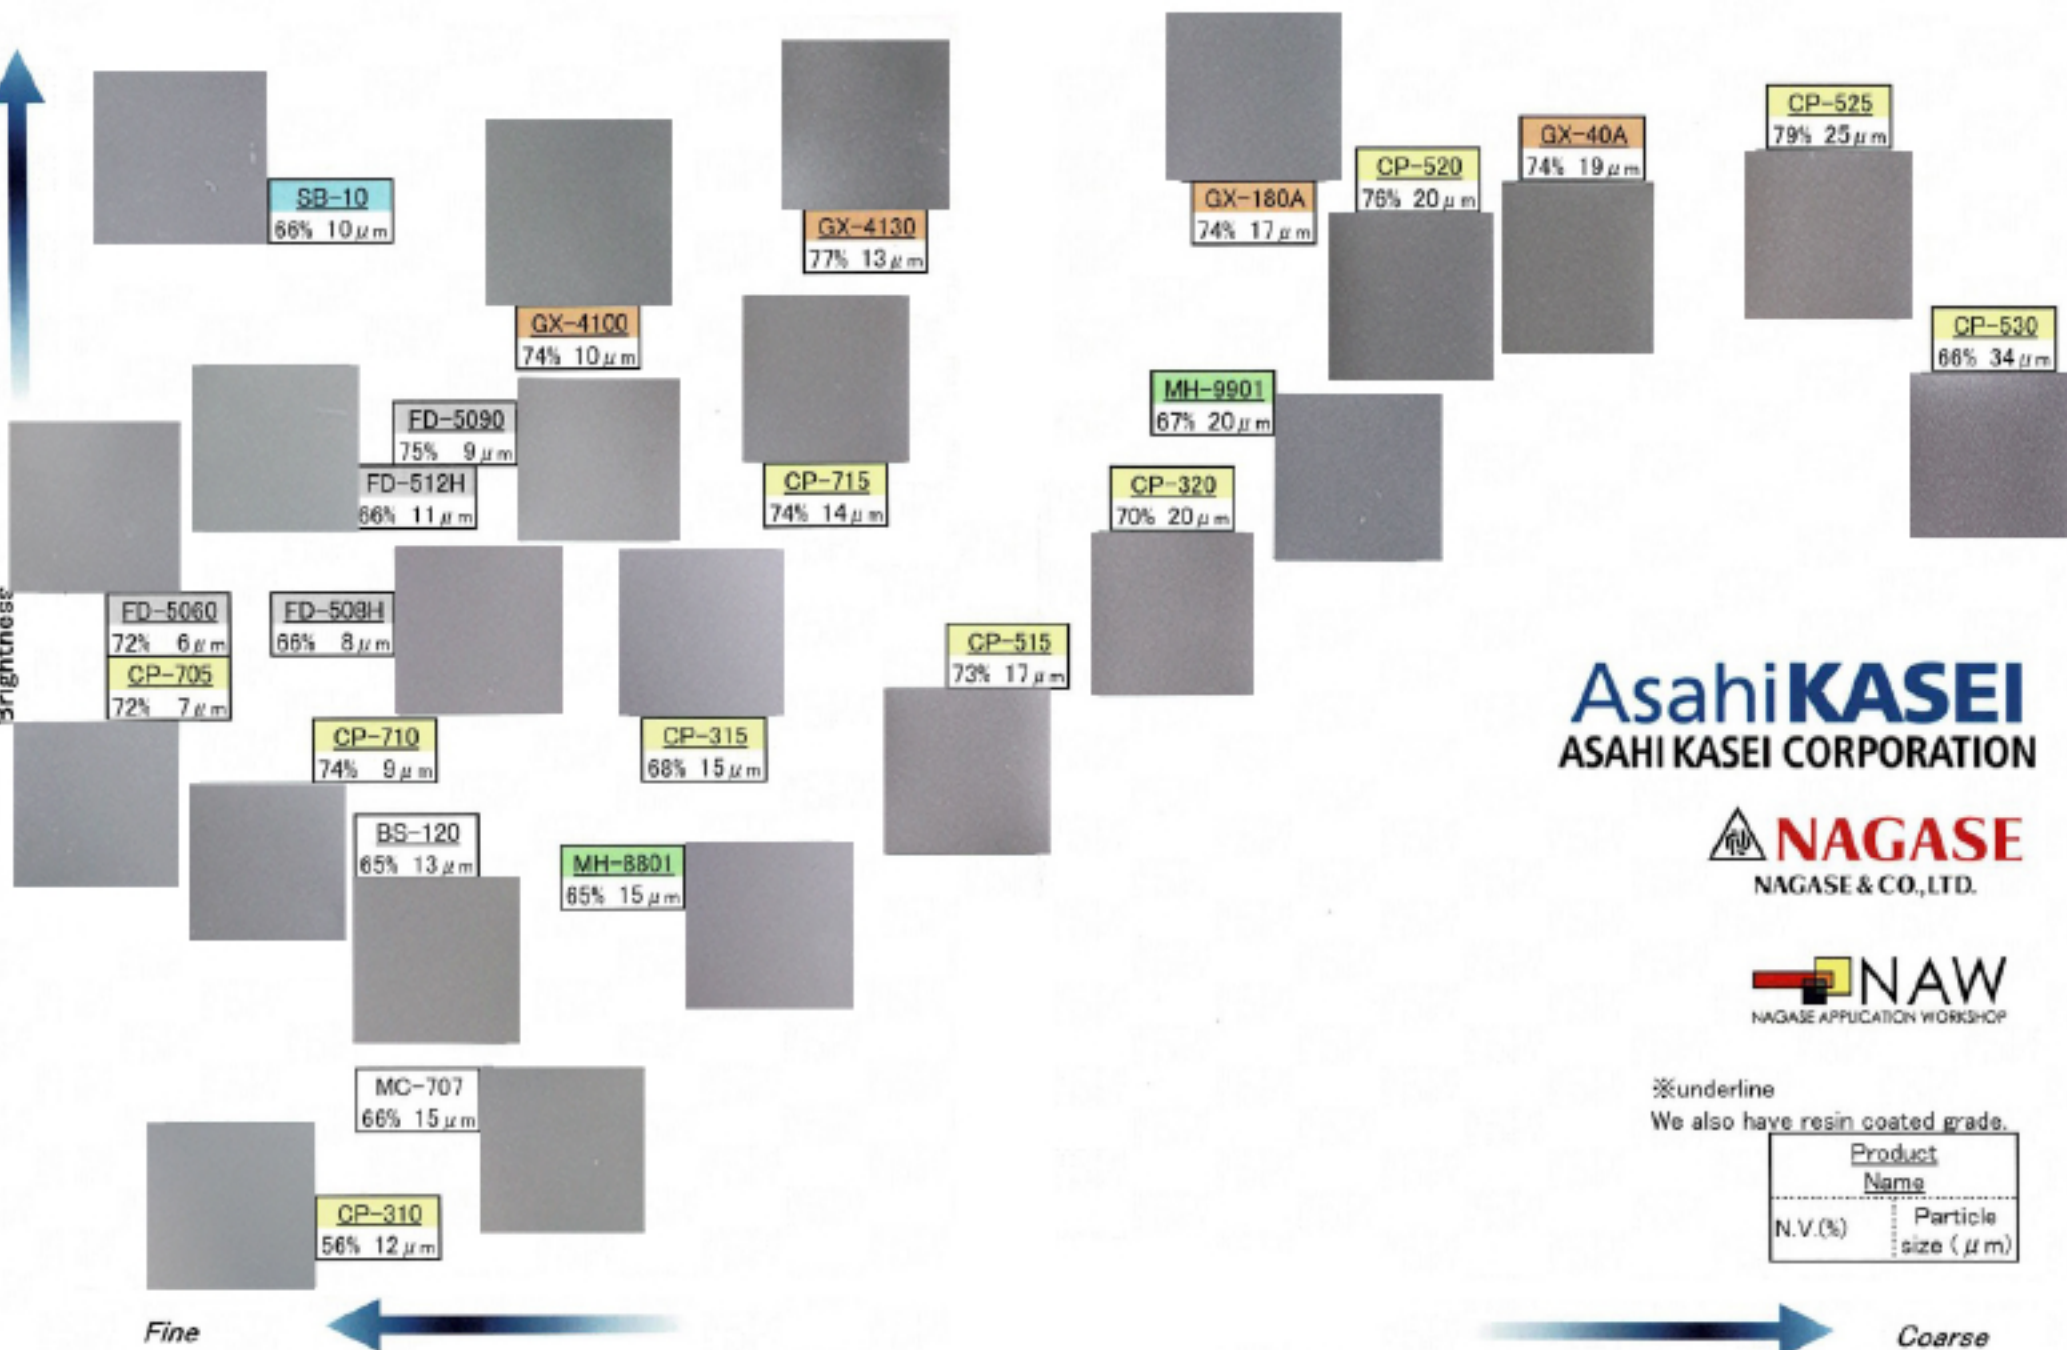 SB-10
66% 10μm
GX-4100
74% 10μm
GX-4130
77% 13μm
GX-180A
74% 17μm
CP-520
76% 20μm
GX-40A
74% 19μm
CP-525
79% 25μm
CP-530
66% 34μm
FD-5090
75% 9μm
FD-512H
66% 11μm
CP-715
74% 14μm
MH-9901
67% 20μm
CP-320
70% 20μm
Brightness
FD-5060
72% 6μm
CP-705
72% 7μm
FD-508H
66% 8μm
CP-710
74% 9μm
CP-315
68% 15μm
CP-515
73% 17μm
BS-120
65% 13μm
MH-8801
65% 15μm
MC-707
66% 15μm
CP-310
56% 12μm
AsahiKASEI
ASAHI KASEI CORPORATION
NAGASE
NAGASE & CO., LTD.
NAW
NAGASE APPLICATION WORKSHOP
※underline
We also have resin coated grade.
Product
Name
N.V.(%)
Particle
size (μm)
Fine
Coarse